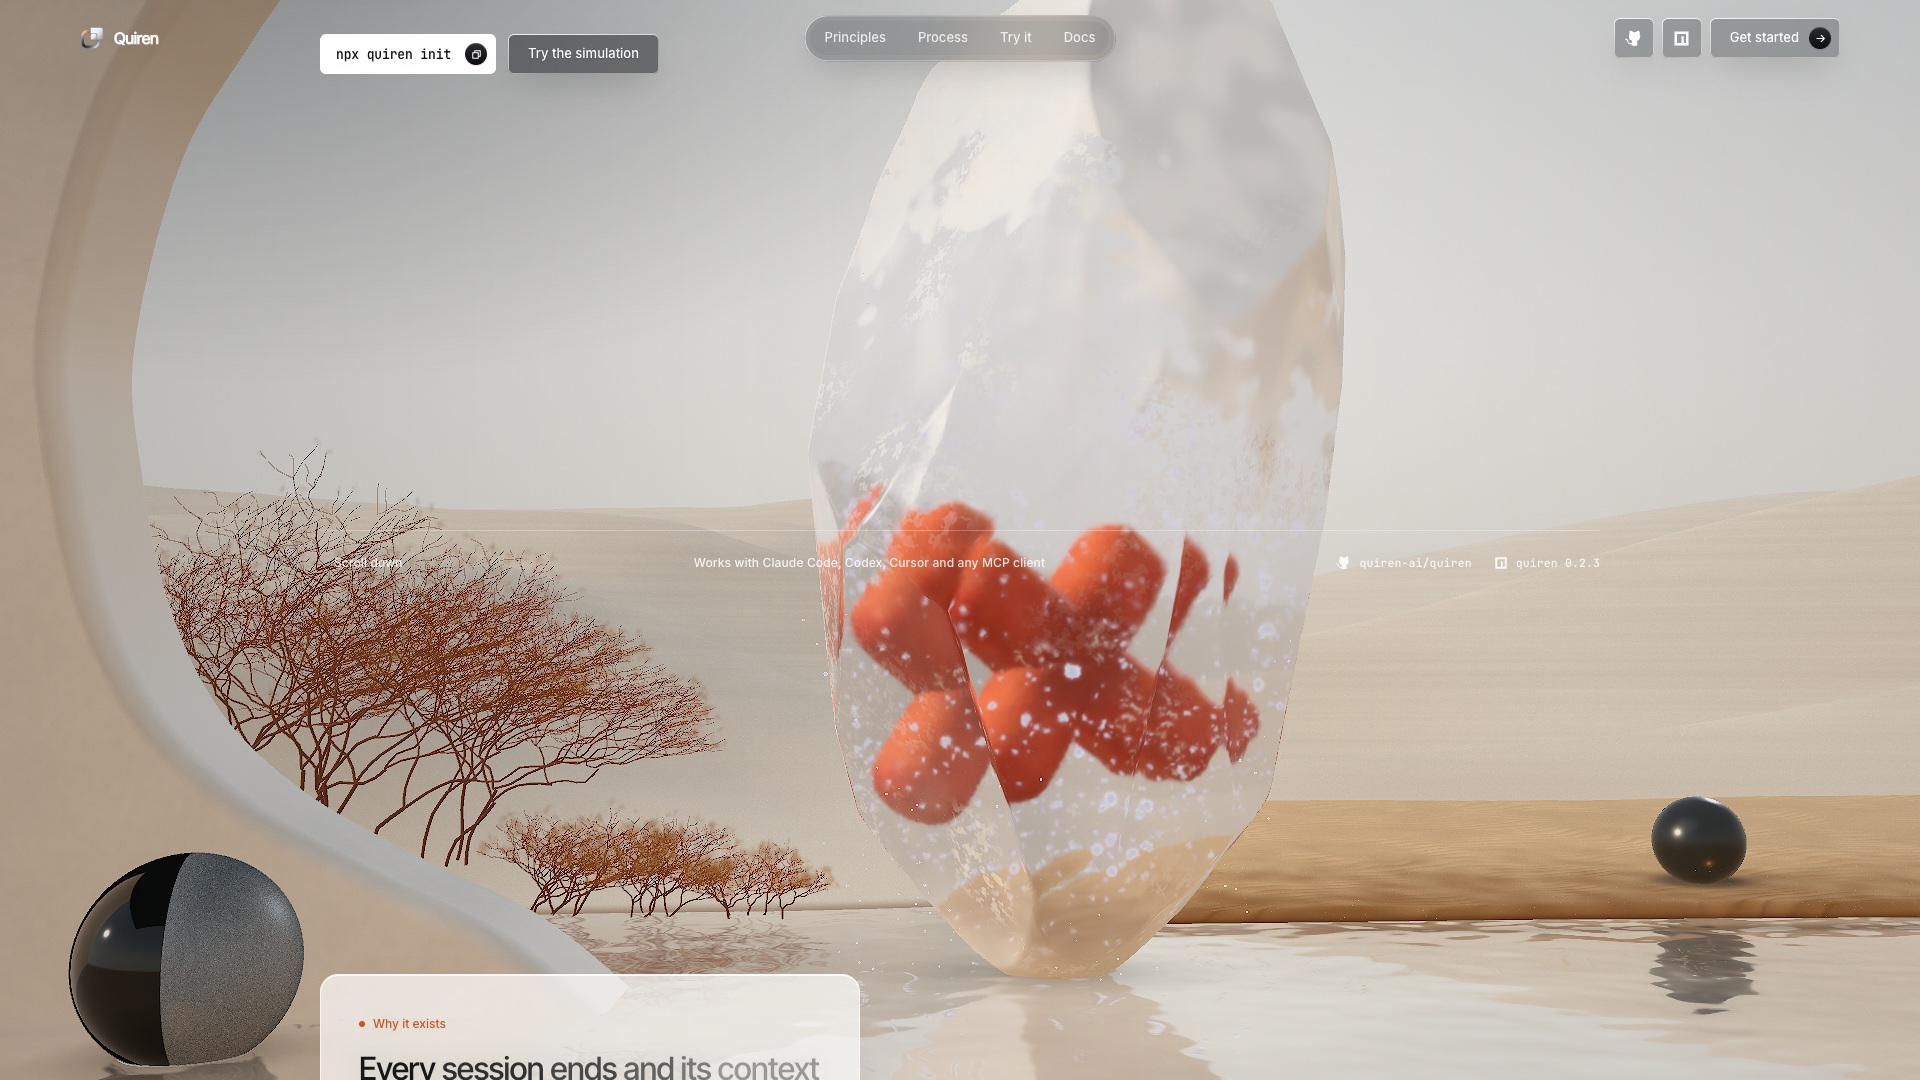 Quiren
npx quiren init
Try the simulation
Principles
Process
Try it
Docs
Get started
Scroll down
Works with Claude Code, Codex, Cursor and any MCP client
quiren-ai/quiren
quiren 0.2.3
Why it exists
Every session ends and its context